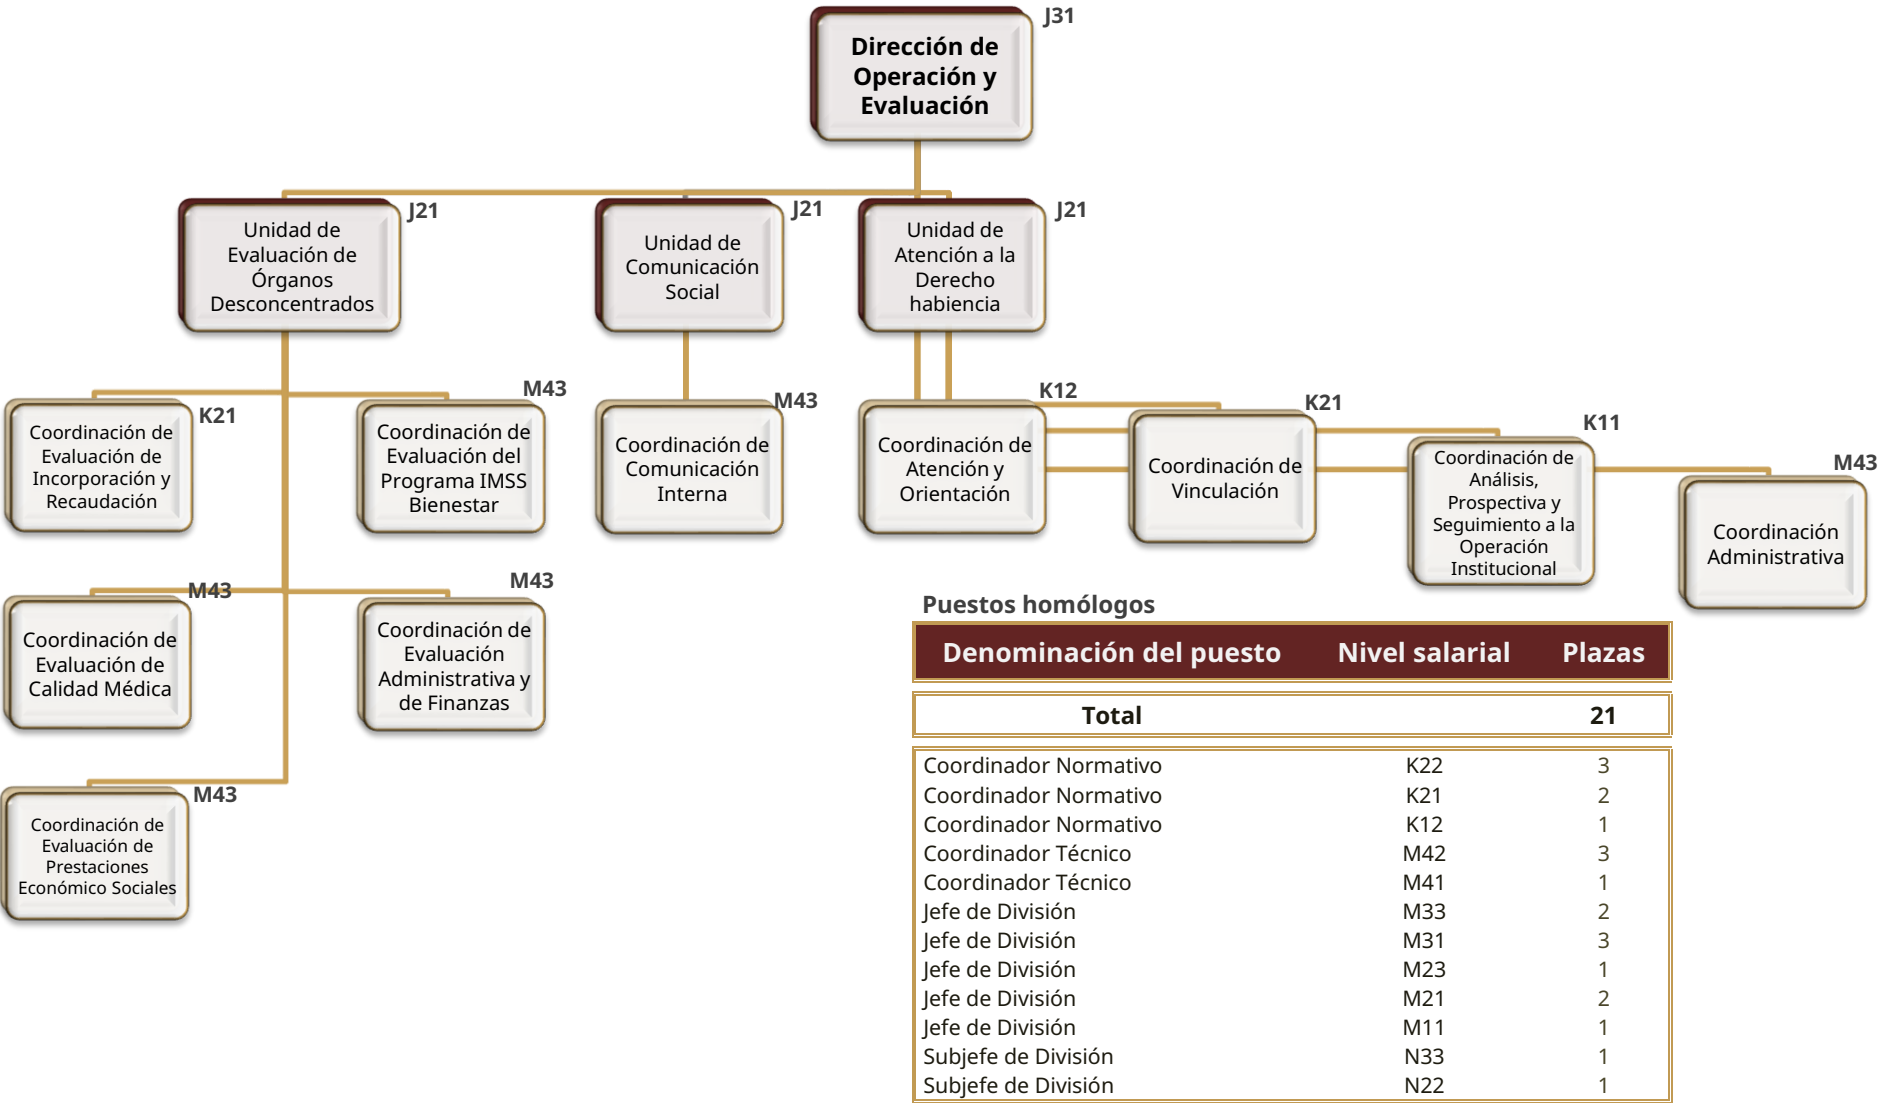 J31
Dirección de
Operación y
Evaluación
J21
Unidad de
Evaluación de
Órganos
Desconcentrados
J21
Unidad de
Comunicación
Social
J21
Unidad de
Atención a la
Derecho
habiencia
K21
Coordinación de
Evaluación de
Incorporación y
Recaudación
M43
Coordinación de
Evaluación del
Programa IMSS
Bienestar
M43
Coordinación de
Comunicación
Interna
K12
Coordinación de
Atención y
Orientación
K21
Coordinación de
Vinculación
K11
Coordinación de
Análisis,
Prospectiva y
Seguimiento a la
Operación
Institucional
M43
Coordinación
Administrativa
M43
Coordinación de
Evaluación de
Calidad Médica
M43
Coordinación de
Evaluación
Administrativa y
de Finanzas
M43
Coordinación de
Evaluación de
Prestaciones
Económico Sociales
Puestos homólogos
Denominación del puesto Nivel salarial Plazas
Total 21
Coordinador Normativo K22 3
Coordinador Normativo K21 2
Coordinador Normativo K12 1
Coordinador Técnico M42 3
Coordinador Técnico M41 1
Jefe de División M33 2
Jefe de División M31 3
Jefe de División M23 1
Jefe de División M21 2
Jefe de División M11 1
Subjefe de División N33 1
Subjefe de División N22 1